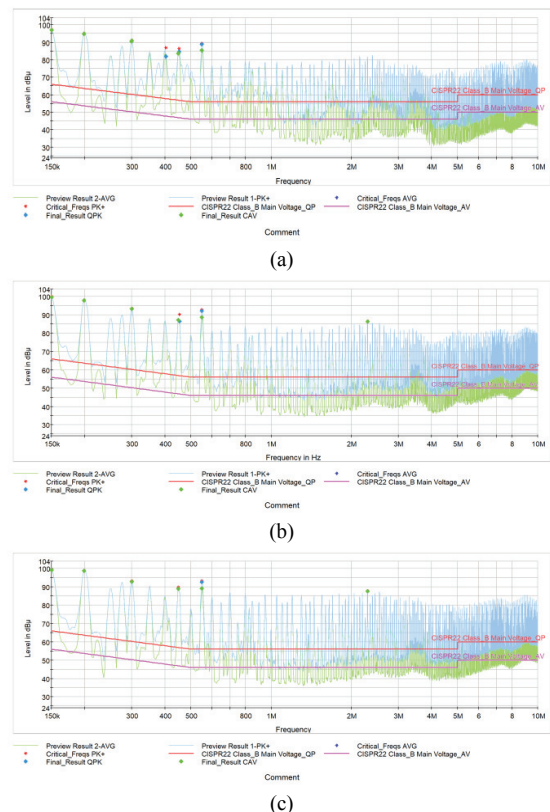 104
100
90
80
70
60
50
40
30
24
Level in dBµ
CISPR22 Class_B Main Voltage_QP
CISPR22 Class_B Main Voltage_AV
150k 300 400 500 800 1M 2M 3M 4M 5M 6 8 10M
Frequency
Preview Result 2-AVG Preview Result 1-PK+ Critical_Freqs AVG
Critical_Freqs PK+ CISPR22 Class_B Main Voltage_QP CISPR22 Class_B Main Voltage_AV
Final_Result QPK Final_Result CAV
Comment
(a)
104
100
90
80
70
60
50
40
30
24
Level in dBµ
CISPR22 Class_B Main Voltage_QP
CISPR22 Class_B Main Voltage_AV
150k 300 400 500 800 1M 2M 3M 4M 5M 6 8 10M
Frequency in Hz
Preview Result 2-AVG Preview Result 1-PK+ Critical_Freqs AVG
Critical_Freqs PK+ CISPR22 Class_B Main Voltage_QP CISPR22 Class_B Main Voltage_AV
Final_Result QPK Final_Result CAV
Comment
(b)
104
100
90
80
70
60
50
40
30
24
Level in dBµ
CISPR22 Class_B Main Voltage_QP
CISPR22 Class_B Main Voltage_AV
150k 300 400 500 800 1M 2M 3M 4M 5M 6 8 10M
Frequency
Preview Result 2-AVG Preview Result 1-PK+ Critical_Freqs AVG
Critical_Freqs PK+ CISPR22 Class_B Main Voltage_QP CISPR22 Class_B Main Voltage_AV
Final_Result QPK Final_Result CAV
Comment
(c)